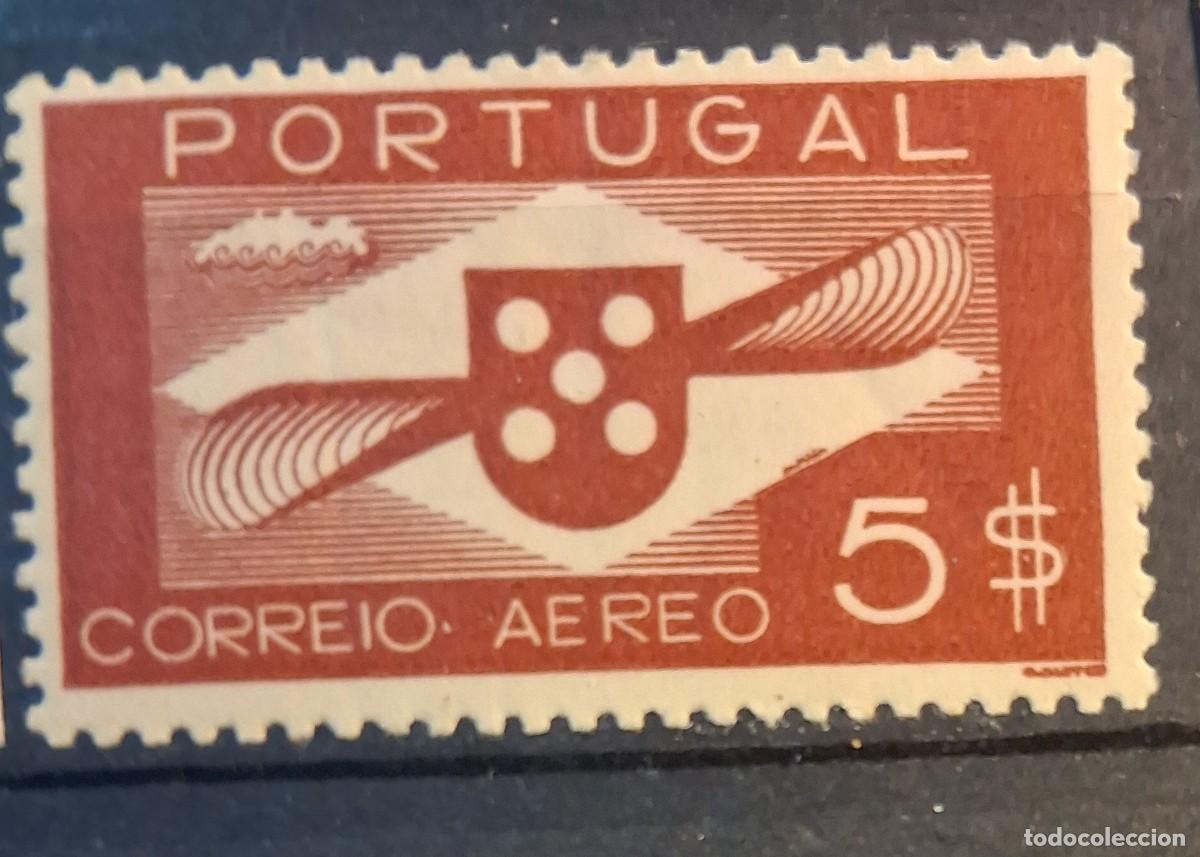 PORTUGAL
5$
CORREIO. AEREO
todocoleccion